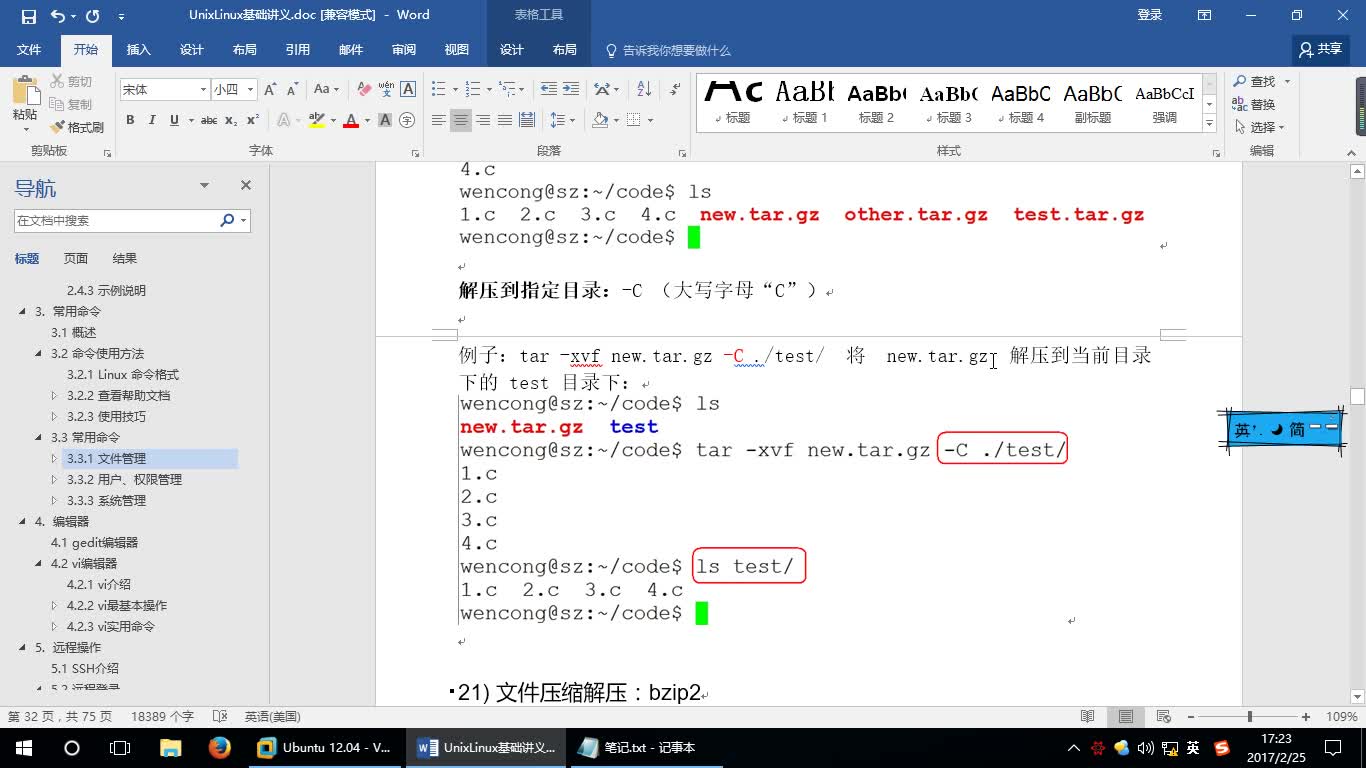 UnixLinux基础讲义.doc [兼容模式] - Word
表格工具
登录
文件 开始 插入 设计 布局 引用 邮件 审阅 视图 设计 布局 告诉我你想要做什么
共享
粘贴
剪切
复制
格式刷
宋体 小四
剪贴板 字体 段落 样式 编辑
标题 标题 1 标题 2 标题 3 标题 4 副标题 强调
查找
替换
选择
导航
在文档中搜索
标题 页面 结果
2.4.3 示例说明
3. 常用命令
3.1 概述
3.2 命令使用方法
3.2.1 Linux 命令格式
3.2.2 查看帮助文档
3.2.3 使用技巧
3.3 常用命令
3.3.1 文件管理
3.3.2 用户、权限管理
3.3.3 系统管理
4. 编辑器
4.1 gedit编辑器
4.2 vi编辑器
4.2.1 vi介绍
4.2.2 vi最基本操作
4.2.3 vi实用命令
5. 远程操作
5.1 SSH介绍
5.2 远程登录
4.c
wencong@sz:~/code$ ls
1.c 2.c 3.c 4.c new.tar.gz other.tar.gz test.tar.gz
wencong@sz:~/code$
解压到指定目录：-C （大写字母“C”）
例子：tar -xvf new.tar.gz -C ./test/ 将 new.tar.gz 解压到当前目录
下的 test 目录下：
wencong@sz:~/code$ ls
new.tar.gz test
wencong@sz:~/code$ tar -xvf new.tar.gz -C ./test/
1.c
2.c
3.c
4.c
wencong@sz:~/code$ ls test/
1.c 2.c 3.c 4.c
wencong@sz:~/code$
21) 文件压缩解压：bzip2
英 简
第 32 页，共 75 页 18389 个字 英语(美国)
109%
Ubuntu 12.04 - V...
UnixLinux基础讲义...
笔记.txt - 记事本
英
17:23
2017/2/25